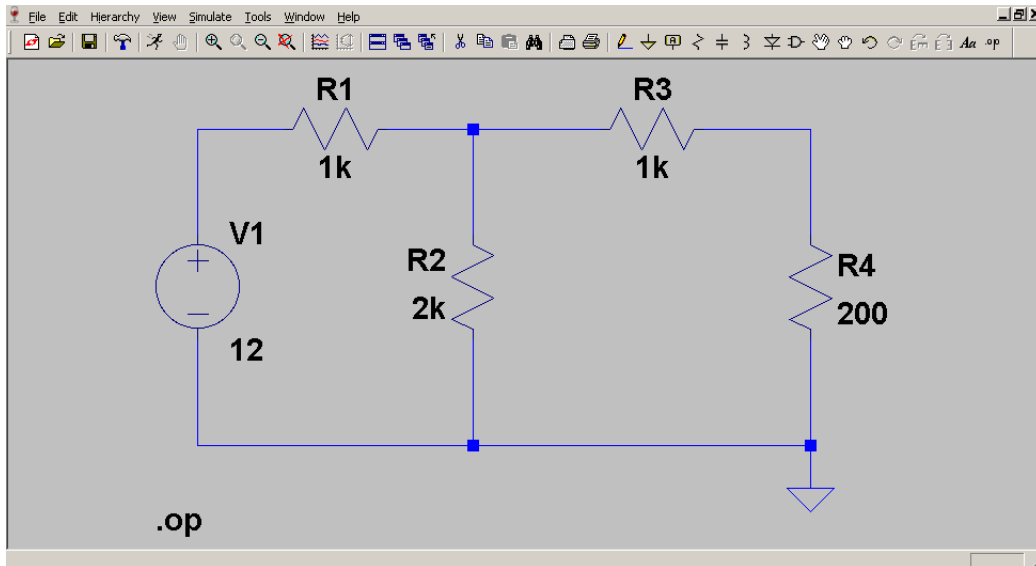 File Edit Hierarchy View Simulate Tools Window Help
Aa .op
R1
1k
R3
1k
V1
12
R2
2k
R4
200
.op